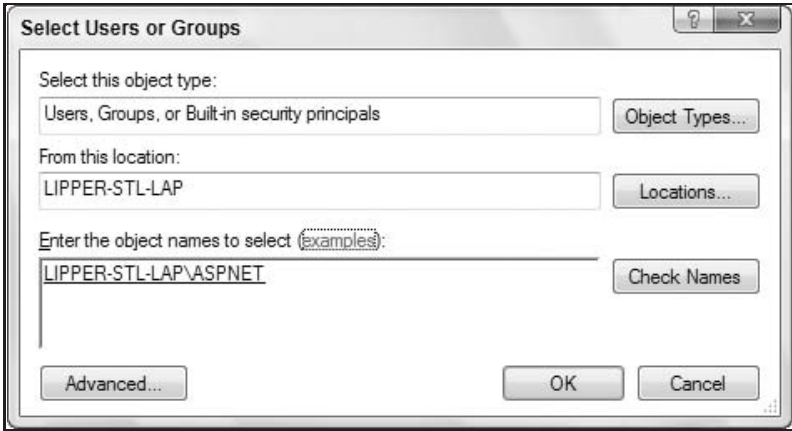 Select Users or Groups
?
Select this object type:
Users, Groups, or Built-in security principals
Object Types...
From this location:
LIPPER-STL-LAP
Locations...
Enter the object names to select (examples):
LIPPER-STL-LAP\ASPNET
Check Names
Advanced...
OK
Cancel